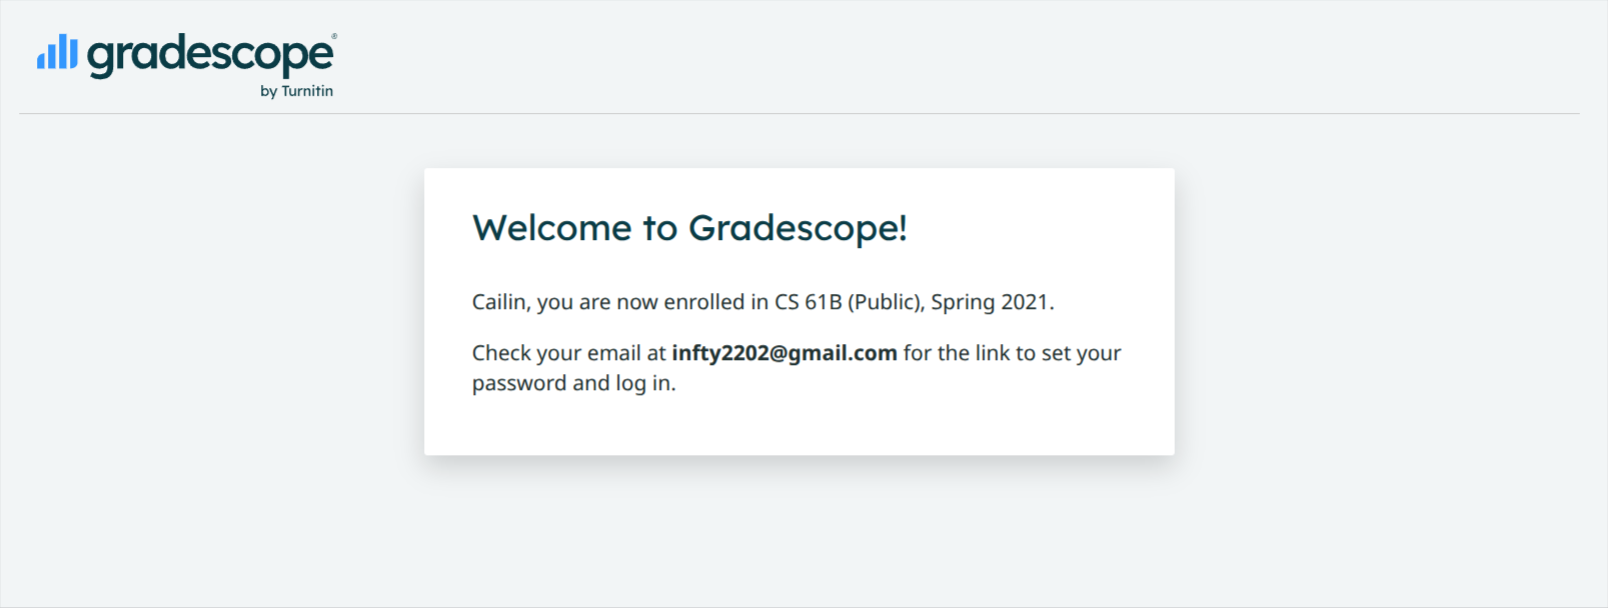 gradescope®
by Turnitin
Welcome to Gradescope!
Cailin, you are now enrolled in CS 61B (Public), Spring 2021.
Check your email at infty2202@gmail.com for the link to set your
password and log in.